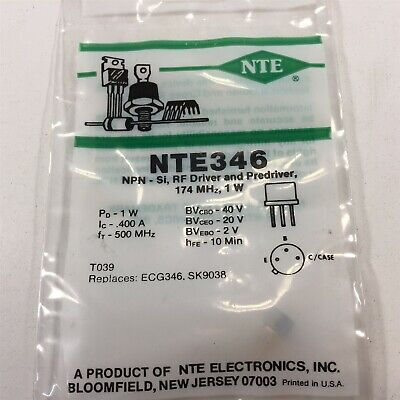 NTE
®
NTE346
NPN - Si, RF Driver and Predriver,
174 MHz, 1 W
PD - 1 W
IC - .400 A
fT - 500 MHz
BVCBO - 40 V
BVCEO - 20 V
BVEBO - 2 V
hFE - 10 Min
B
E
C/CASE
TO39
Replaces: ECG346, SK9038
A PRODUCT OF NTE ELECTRONICS, INC.
BLOOMFIELD, NEW JERSEY 07003 Printed in U.S.A.